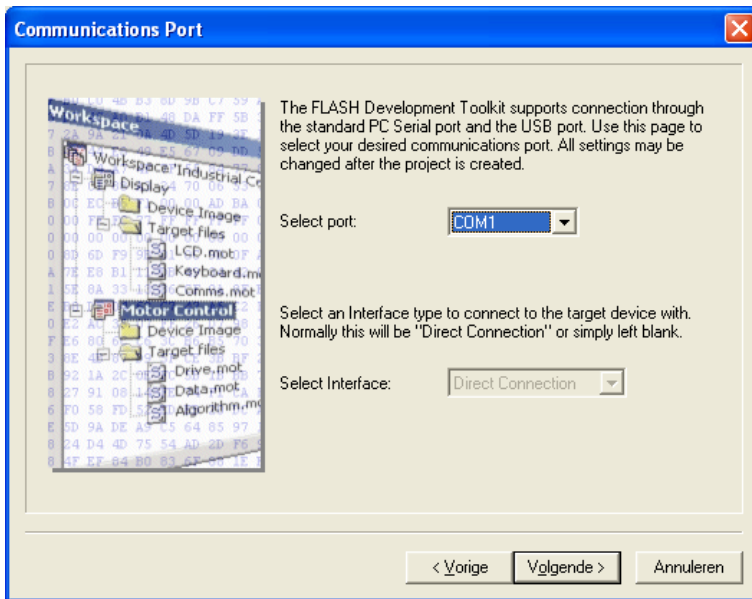 Communications Port
Workspace
Workspace "Industrial Co
Display
Device Image
Target files
LCD.mot
Keyboard.m
Comms.mot
Motor Control
Device Image
Target files
Drive.mot
Data.mot
Algorithm.mo
The FLASH Development Toolkit supports connection through
the standard PC Serial port and the USB port. Use this page to
select your desired communications port. All settings may be
changed after the project is created.
Select port:
COM1
Select an Interface type to connect to the target device with.
Normally this will be "Direct Connection" or simply left blank.
Select Interface:
Direct Connection
< Vorige
Volgende >
Annuleren